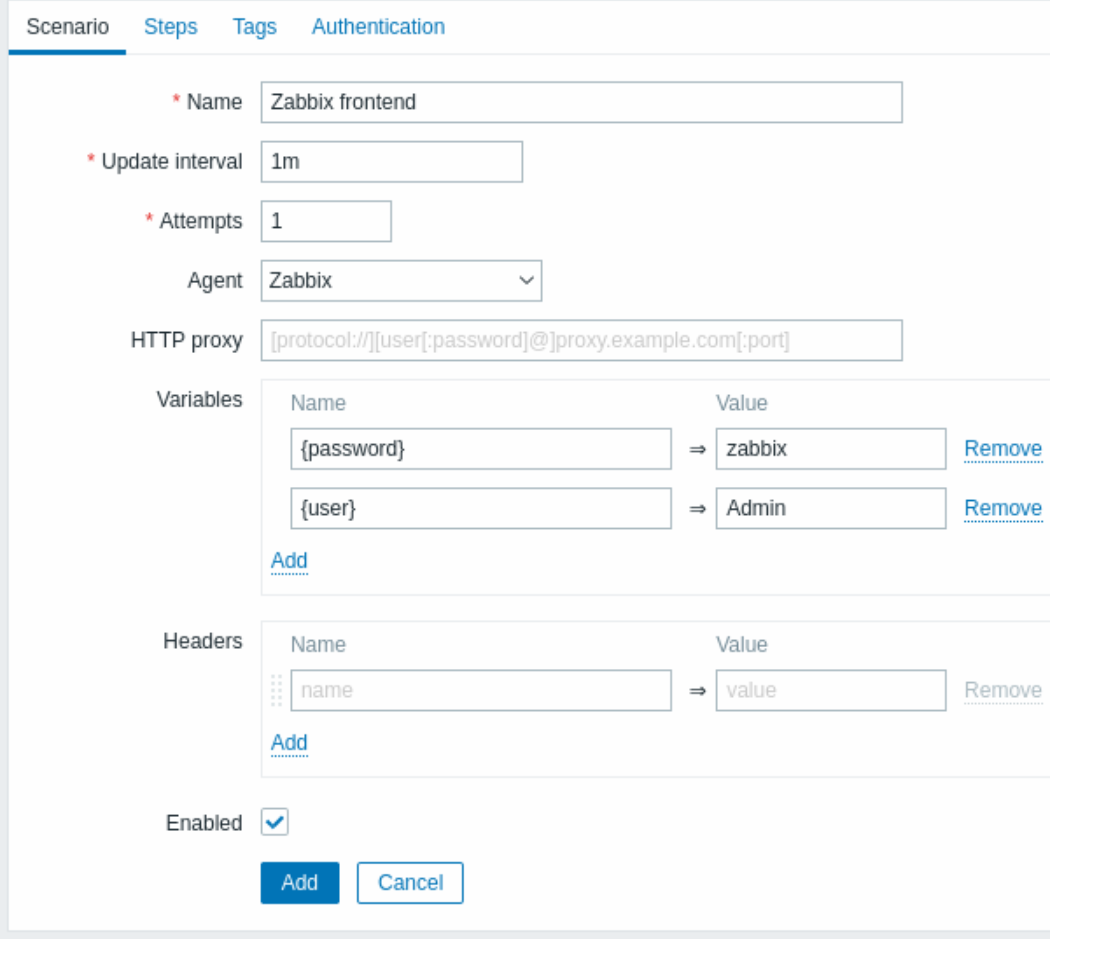 Scenario Steps Tags Authentication
* Name Zabbix frontend
* Update interval 1m
* Attempts 1
Agent Zabbix
HTTP proxy [protocol://][user[:password]@]proxy.example.com[:port]
Variables Name Value
{password} ⇒ zabbix Remove
{user} ⇒ Admin Remove
Add
Headers Name Value
name ⇒ value Remove
Add
Enabled
Add Cancel